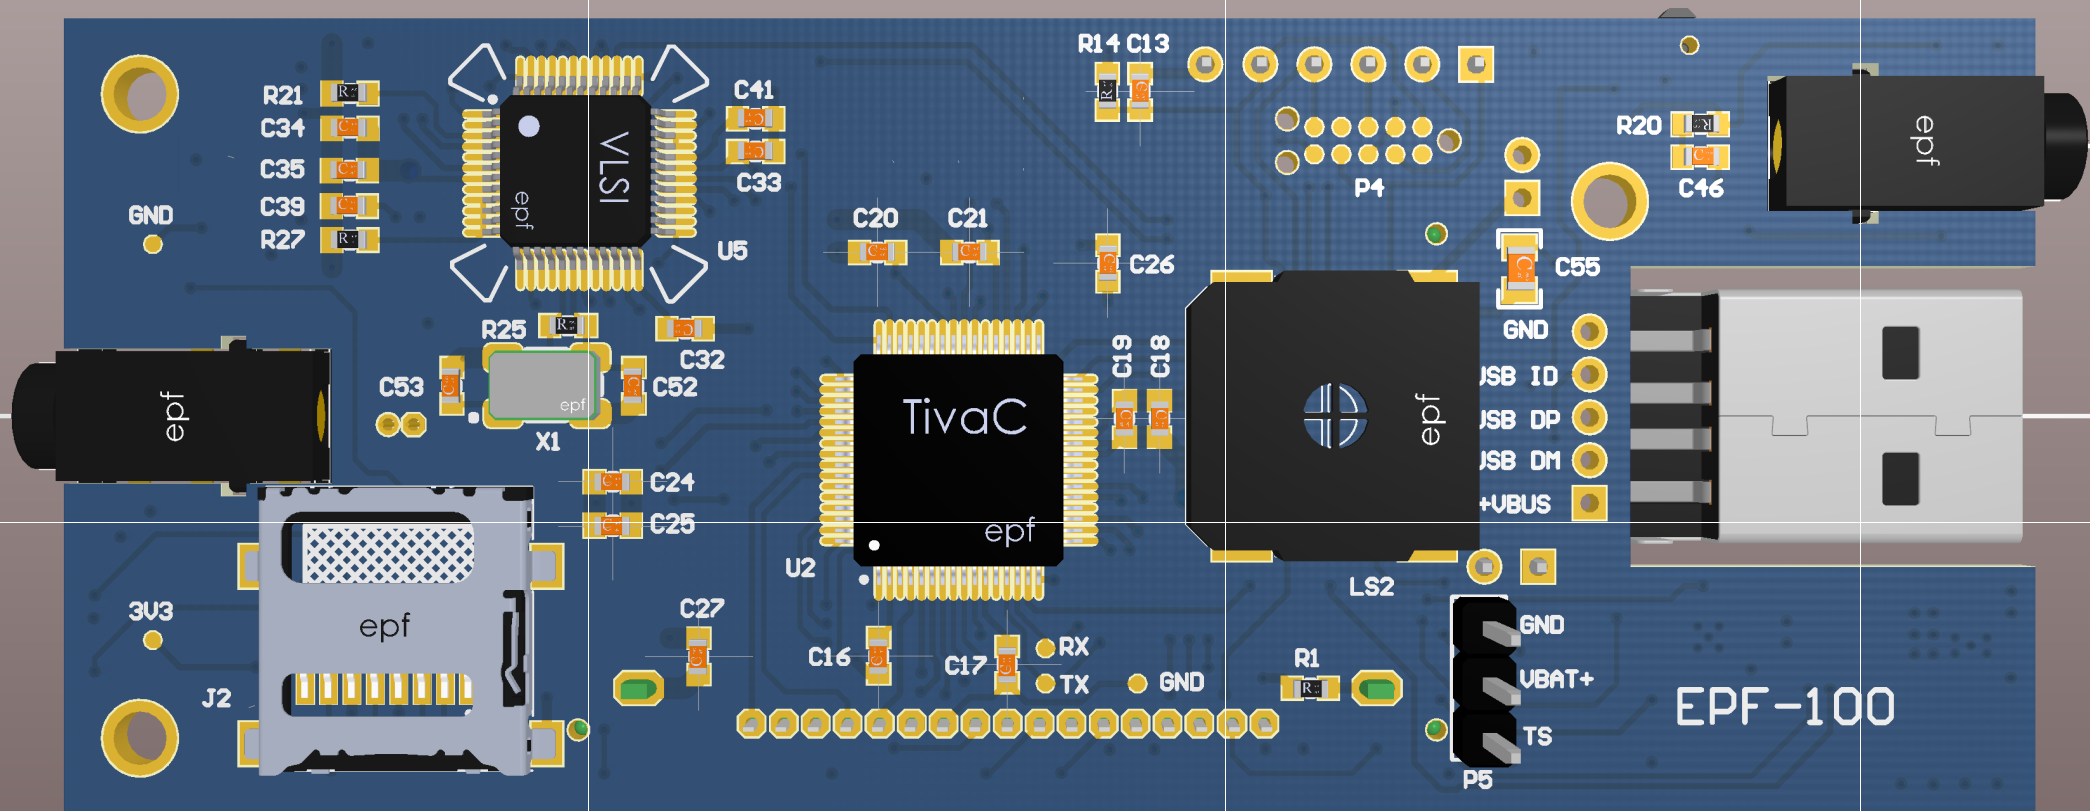 R14 C13
R21
C34
C35
C39
R27
C41
C33
VLSI
epf
U5
GND
C20
C21
C26
P4
R20
C46
epf
C55
GND
USB ID
USB DP
USB DM
+VBUS
R25
C32
C53
C52
epf
X1
epf
C19
C18
TivaC
epf
U2
epf
LS2
C24
C25
epf
J2
3V3
C27
C16
C17
RX
TX
GND
R1
GND
VBAT+
TS
P5
EPF-100